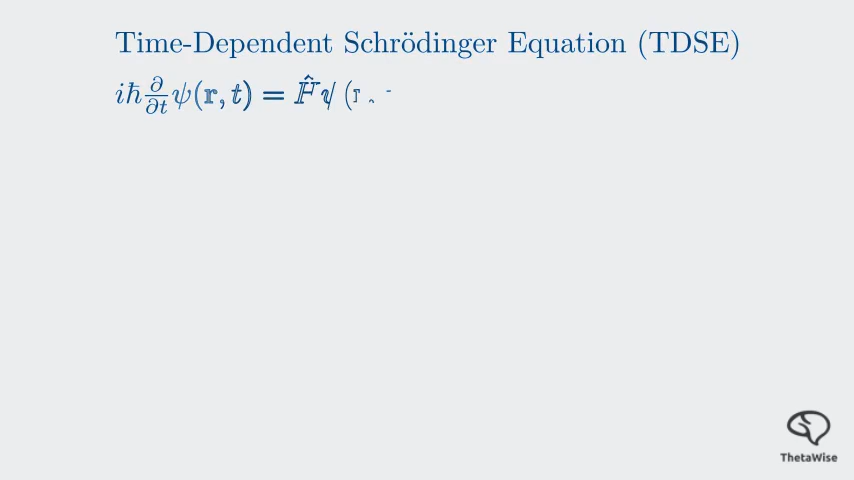 Time-Dependent Schrödinger Equation (TDSE)
iħ ∂/∂t ψ(r, t) = Ĥψ(r,
ThetaWise